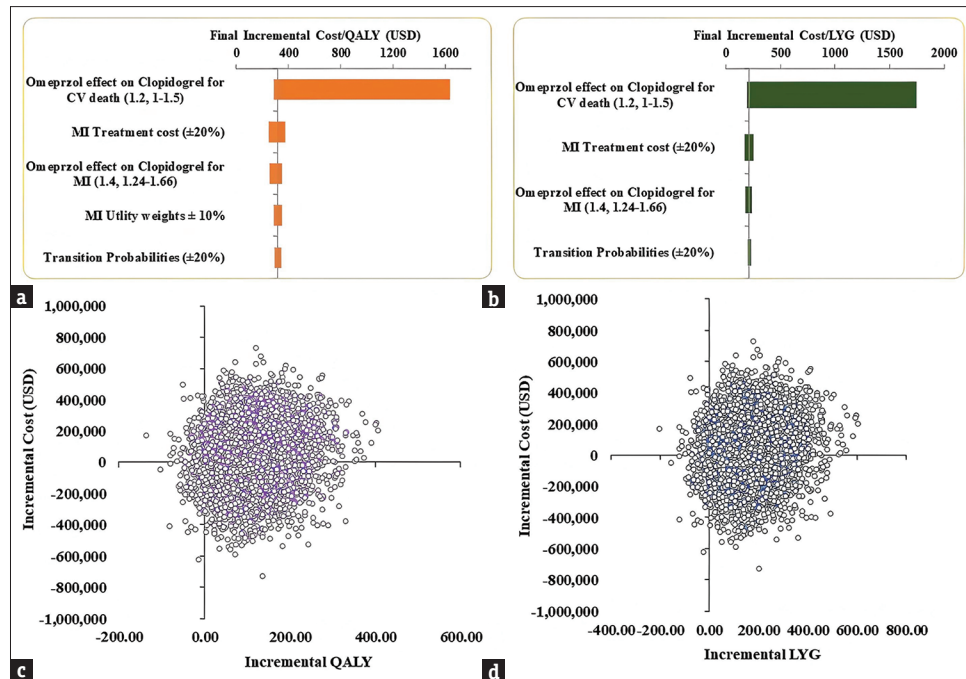 Final Incremental Cost/QALY (USD)
0 400 800 1200 1600
Omeprzol effect on Clopidogrel for
CV death (1.2, 1-1.5)
MI Treatment cost (±20%)
Omeprzol effect on Clopidogrel for
MI (1.4, 1.24-1.66)
MI Utlity weights ± 10%
Transition Probabilities (±20%)
a
Final Incremental Cost/LYG (USD)
0 500 1000 1500 2000
Omeprzol effect on Clopidogrel for
CV death (1.2, 1-1.5)
MI Treatment cost (±20%)
Omeprzol effect on Clopidogrel for
MI (1.4, 1.24-1.66)
Transition Probabilities (±20%)
b
Incremental Cost (USD)
1,000,000
800,000
600,000
400,000
200,000
0
-200,000
-400,000
-600,000
-800,000
-1,000,000
-200.00 0.00 200.00 400.00 600.00
Incremental QALY
c
Incremental Cost (USD)
1,000,000
800,000
600,000
400,000
200,000
0
-200,000
-400,000
-600,000
-800,000
-1,000,000
-400.00 -200.00 0.00 200.00 400.00 600.00 800.00
Incremental LYG
d